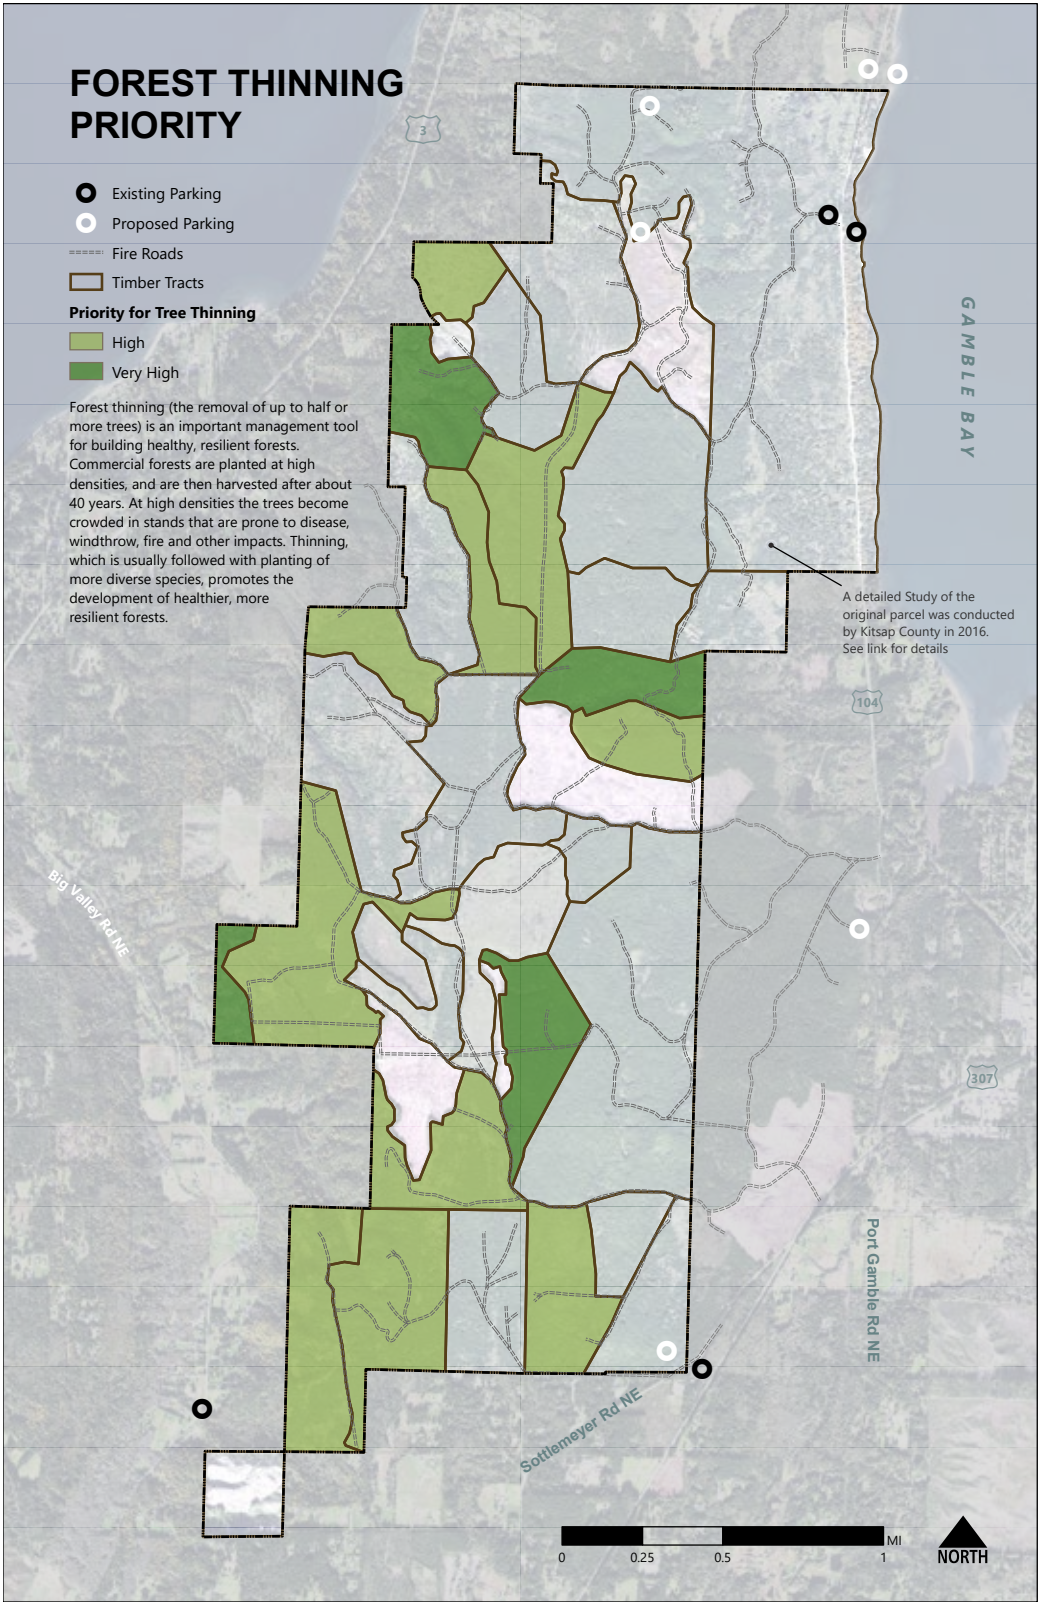 FOREST THINNING
PRIORITY
3
Existing Parking
Proposed Parking
Fire Roads
Timber Tracts
Priority for Tree Thinning
High
Very High
Forest thinning (the removal of up to half or
more trees) is an important management tool
for building healthy, resilient forests.
Commercial forests are planted at high
densities, and are then harvested after about
40 years. At high densities the trees become
crowded in stands that are prone to disease,
windthrow, fire and other impacts. Thinning,
which is usually followed with planting of
more diverse species, promotes the
development of healthier, more
resilient forests.
GAMBLE BAY
A detailed Study of the
original parcel was conducted
by Kitsap County in 2016.
See link for details
104
Big Valley Rd NE
307
Port Gamble Rd NE
Sottlemeyer Rd NE
MI
0 0.25 0.5 1
NORTH